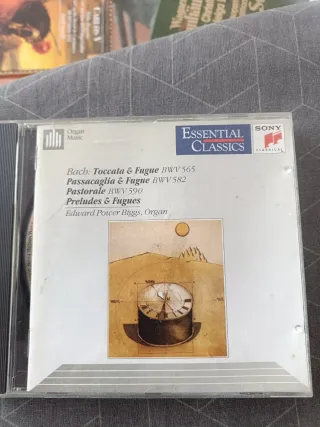 Organ
Music
ESSENTIAL
CLASSICS
SONY
CLASSICAL
Bach: Toccata & Fugue BWV 565
Passacaglia & Fugue BWV 582
Pastorale BWV 590
Preludes & Fugues
Edward Power Biggs, Organ